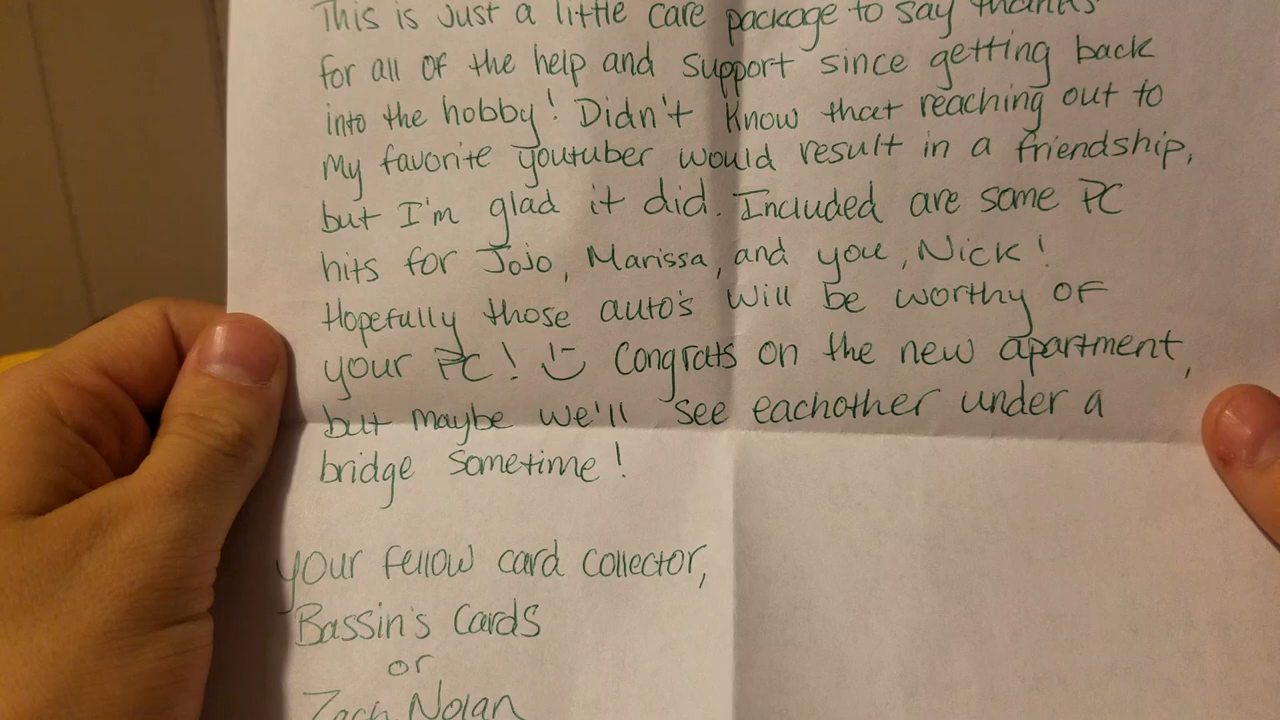 This is just a little care package to say thanks
for all of the help and support since getting back
into the hobby! Didn't know that reaching out to
my favorite youtuber would result in a friendship,
but I'm glad it did. Included are some PC
hits for Jojo, Marissa, and you, Nick!
Hopefully those auto's will be worthy of
your PC! :) Congrats on the new apartment,
but maybe we'll see eachother under a
bridge sometime!
your fellow card collector,
Bassin's Cards
or
Zach Nolan